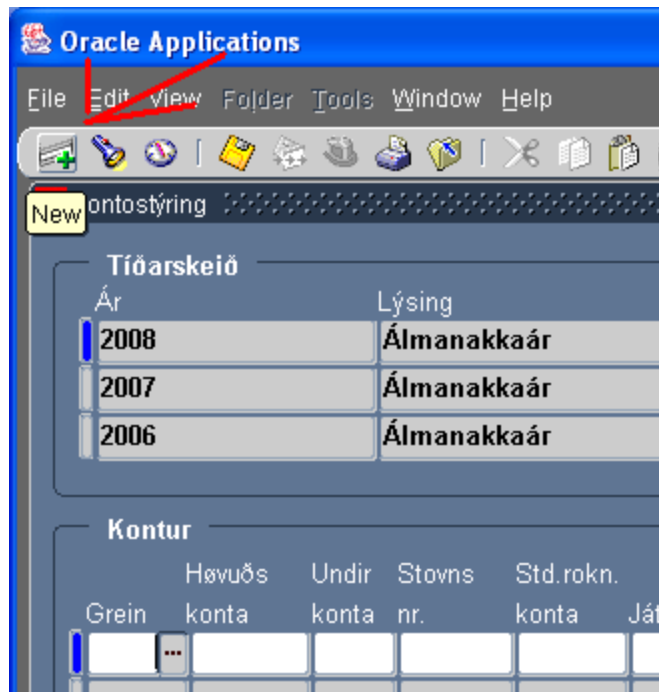 Oracle Applications
File Edit View Folder Tools Window Help
New
ontostýring
Tíðarskeið
Ár Lýsing
2008 Álmanakkaár
2007 Álmanakkaár
2006 Álmanakkaár
Kontur
Høvuðs Undir Stovns Std.rokn.
Grein konta konta nr. konta Ját